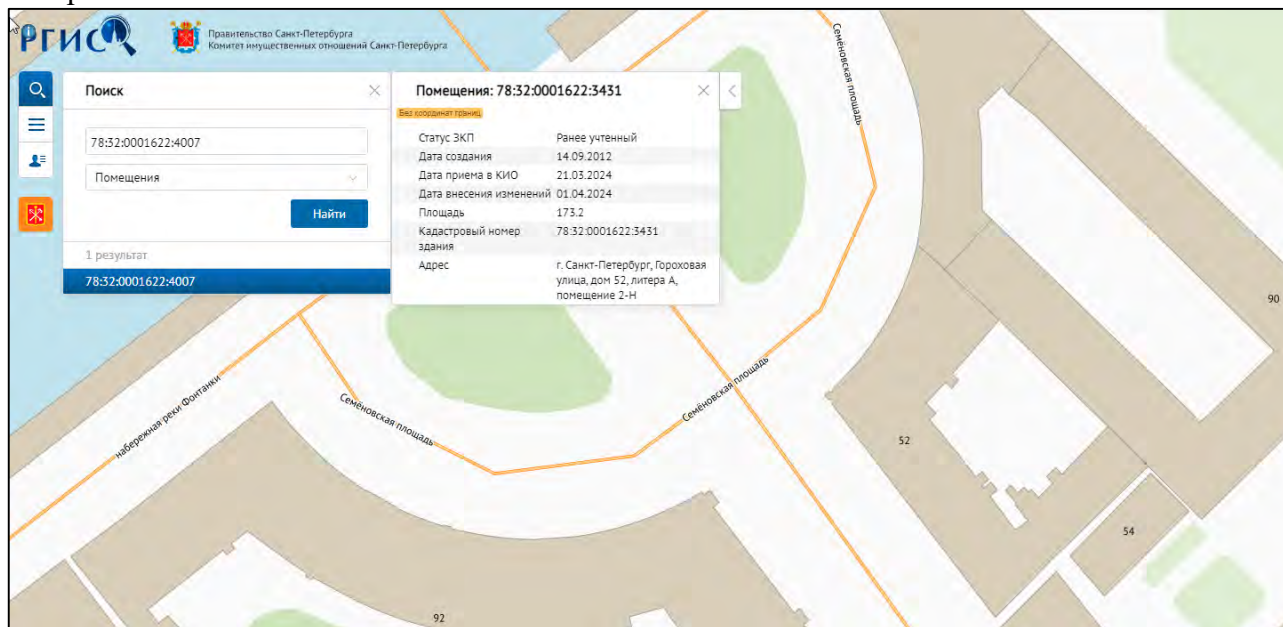 РГИС
Правительство Санкт-Петербурга
Комитет имущественных отношений Санкт-Петербурга
Поиск
78:32:0001622:4007
Помещения
Найти
1 результат
78:32:0001622:4007
Помещения: 78:32:0001622:3431
Без координат границ
Статус ЗКП Ранее учтенный
Дата создания 14.09.2012
Дата приема в КИО 21.03.2024
Дата внесения изменений 01.04.2024
Площадь 173.2
Кадастровый номер 78:32:0001622:3431
здания
Адрес г. Санкт-Петербург, Гороховая
улица, дом 52, литера А,
помещение 2-Н
Семёновская площадь
90
набережная реки Фонтанки
Семёновская площадь
Семёновская площадь
52
54
92